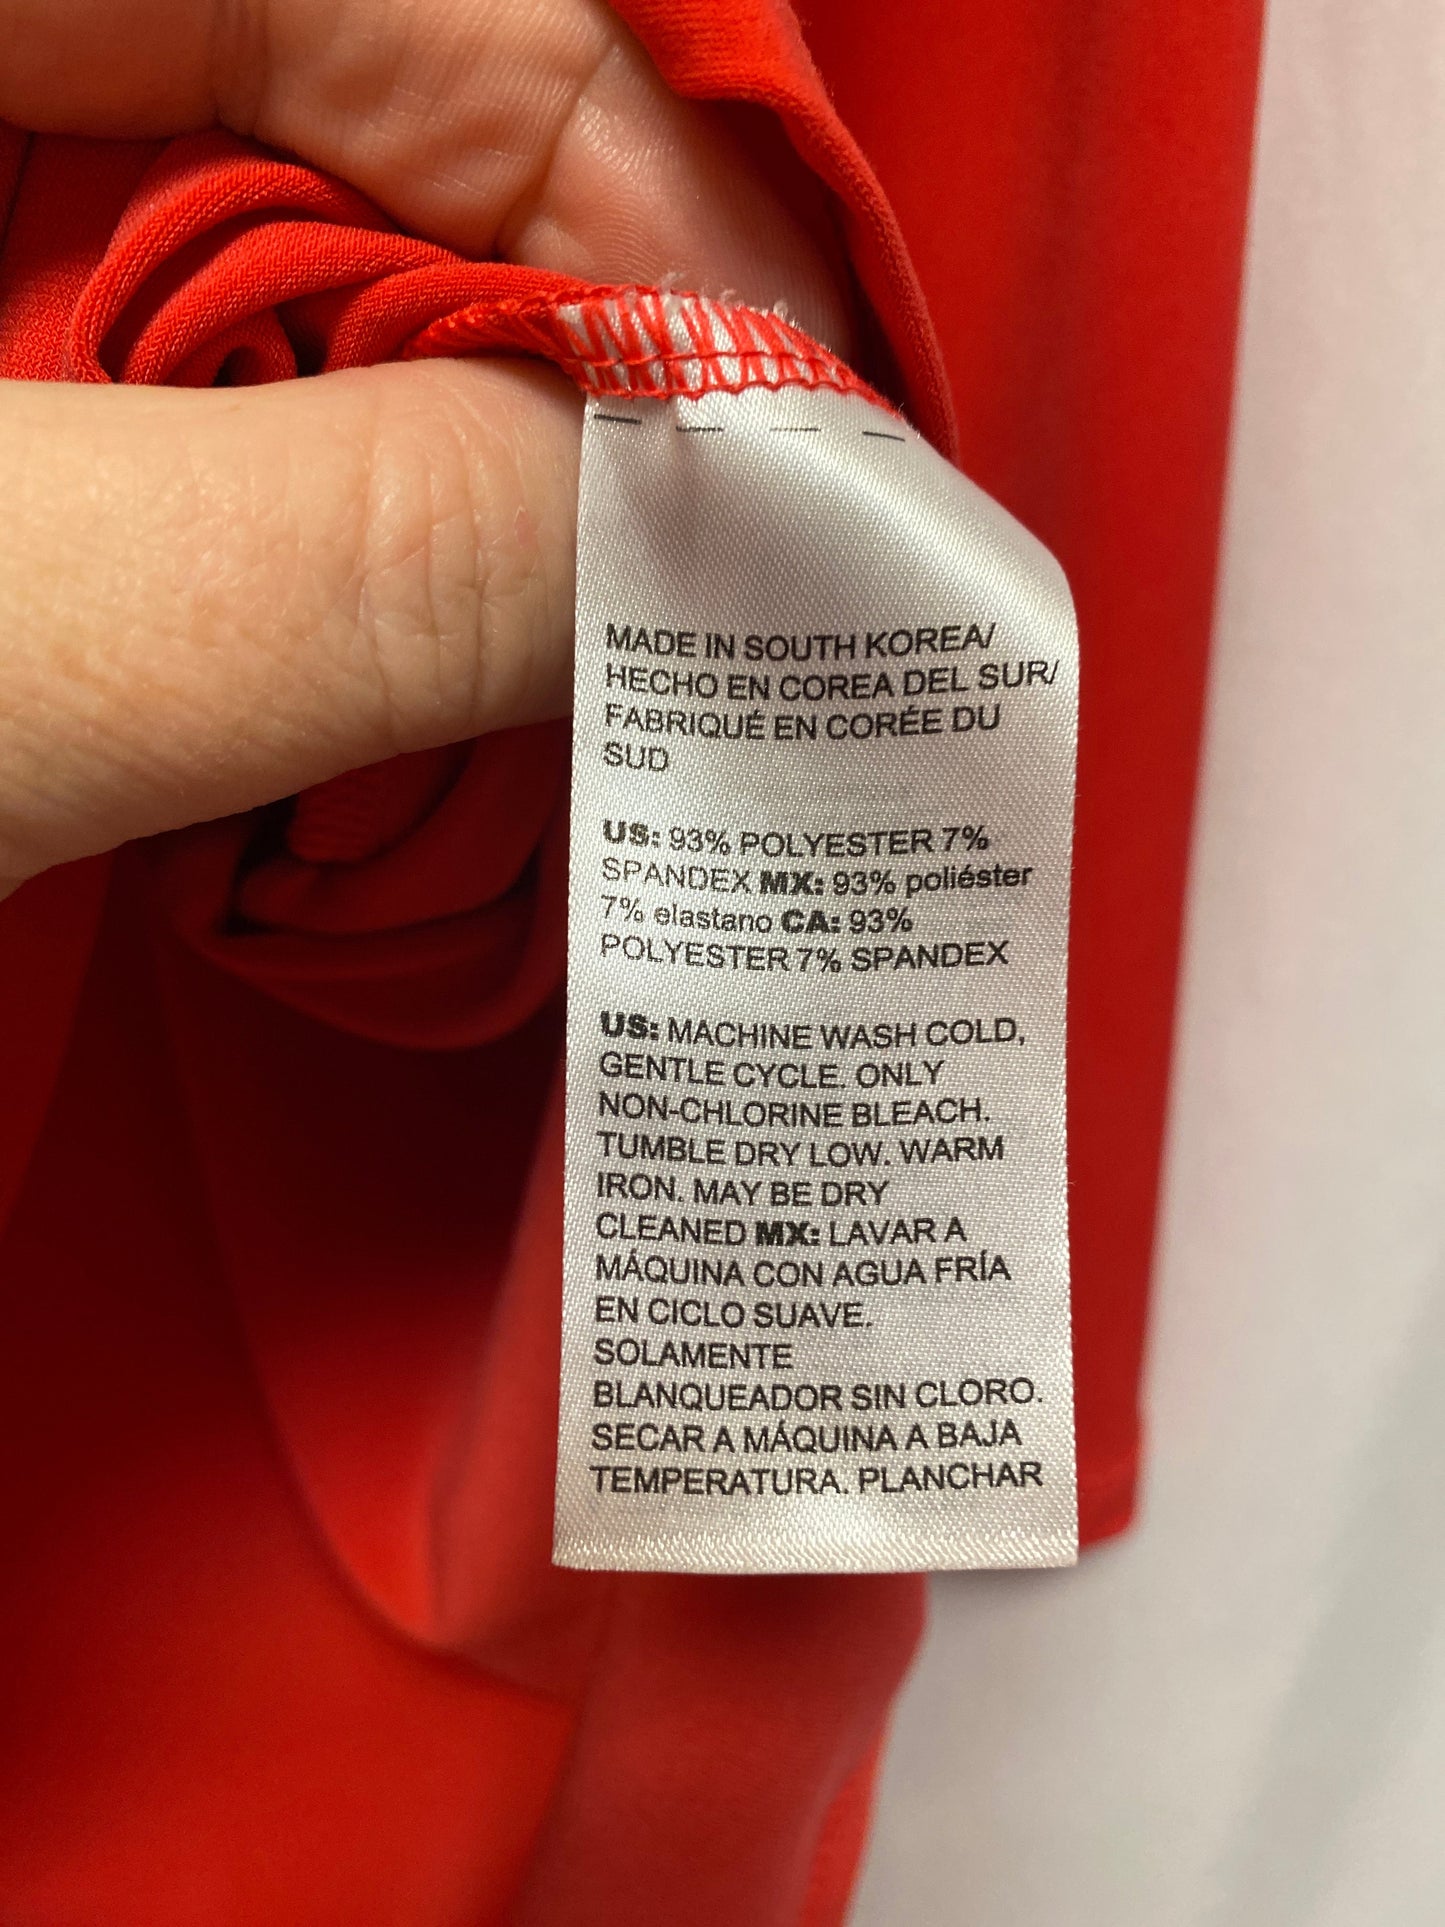 MADE IN SOUTH KOREA/
HECHO EN COREA DEL SUR/
FABRIQUÉ EN CORÉE DU
SUD
US: 93% POLYESTER 7%
SPANDEX MX: 93% poliéster
7% elastano CA: 93%
POLYESTER 7% SPANDEX
US: MACHINE WASH COLD,
GENTLE CYCLE. ONLY
NON-CHLORINE BLEACH.
TUMBLE DRY LOW. WARM
IRON. MAY BE DRY
CLEANED MX: LAVAR A
MÁQUINA CON AGUA FRÍA
EN CICLO SUAVE.
SOLAMENTE
BLANQUEADOR SIN CLORO.
SECAR A MÁQUINA A BAJA
TEMPERATURA. PLANCHAR